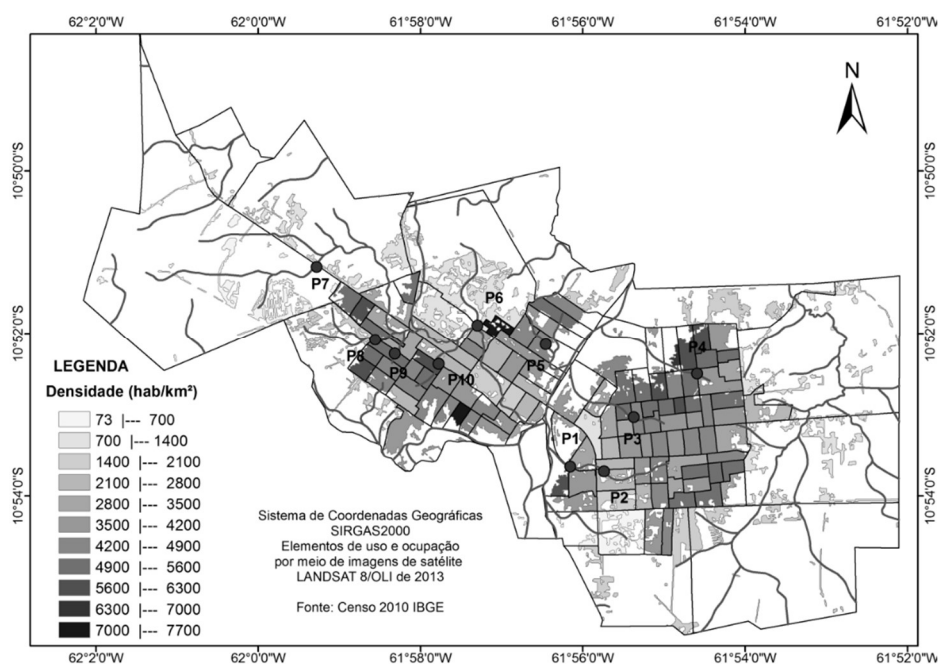 62°2'0"W 62°0'0"W 61°58'0"W 61°56'0"W 61°54'0"W 61°52'0"W
N
10°50'0"S 10°50'0"S
P7
P6
10°52'0"S 10°52'0"S
P8 P5 P4
P9 P10
LEGENDA
Densidade (hab/km²)
P1 P3
P2
73 |--- 700
700 |--- 1400
1400 |--- 2100
2100 |--- 2800
2800 |--- 3500
3500 |--- 4200
4200 |--- 4900
4900 |--- 5600
5600 |--- 6300
6300 |--- 7000
7000 |--- 7700
10°54'0"S 10°54'0"S
Sistema de Coordenadas Geográficas
SIRGAS2000
Elementos de uso e ocupação
por meio de imagens de satélite
LANDSAT 8/OLI de 2013
Fonte: Censo 2010 IBGE
62°2'0"W 62°0'0"W 61°58'0"W 61°56'0"W 61°54'0"W 61°52'0"W